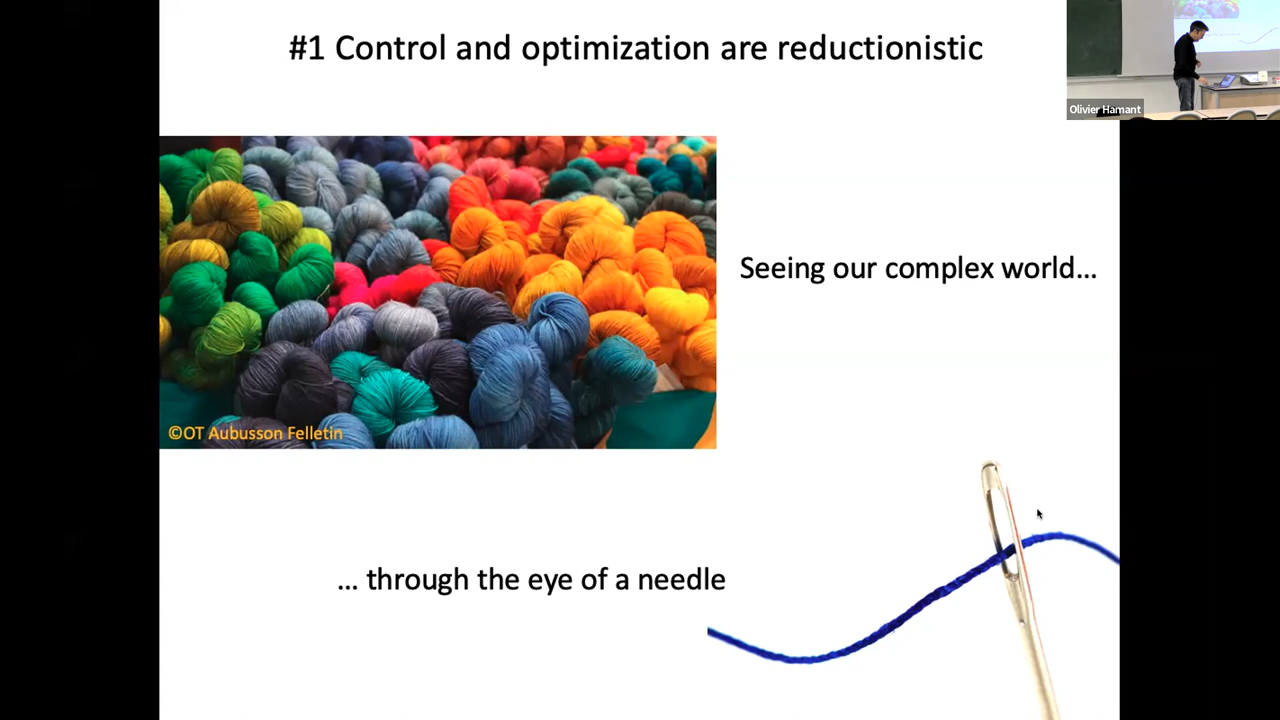 #1 Control and optimization are reductionistic
Olivier Hamant
Seeing our complex world…
©OT Aubusson Felletin
… through the eye of a needle